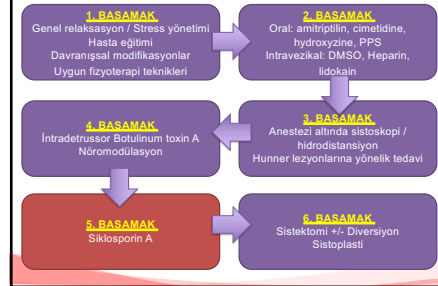 1. BASAMAK
Genel relaksasyon / Stress yönetimi
Hasta eğitimi
Davranışsal modifikasyonlar
Uygun fizyoterapi teknikleri
2. BASAMAK
Oral: amitriptilin, cimetidine,
hydroxyzine, PPS
Intravezikal: DMSO, Heparin,
lidokain
3. BASAMAK
Anestezi altında sistoskopi /
hidrodistansiyon
Hunner lezyonlarına yönelik tedavi
4. BASAMAK
İntradetrussor Botulinum toxin A
Nöromodülasyon
5. BASAMAK
Siklosporin A
6. BASAMAK
Sistektomi +/- Diversiyon
Sistoplasti